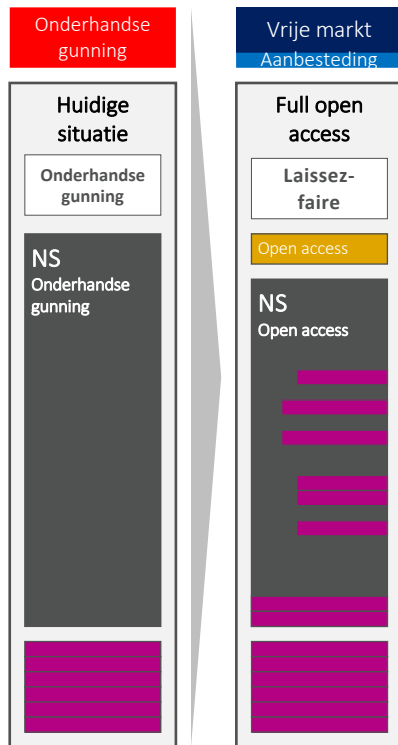 Onderhandse
gunning
Huidige
situatie
Onderhandse
gunning
NS
Onderhandse
gunning
Vrije markt
Aanbesteding
Full open
access
Laissez-
faire
Open access
NS
Open access